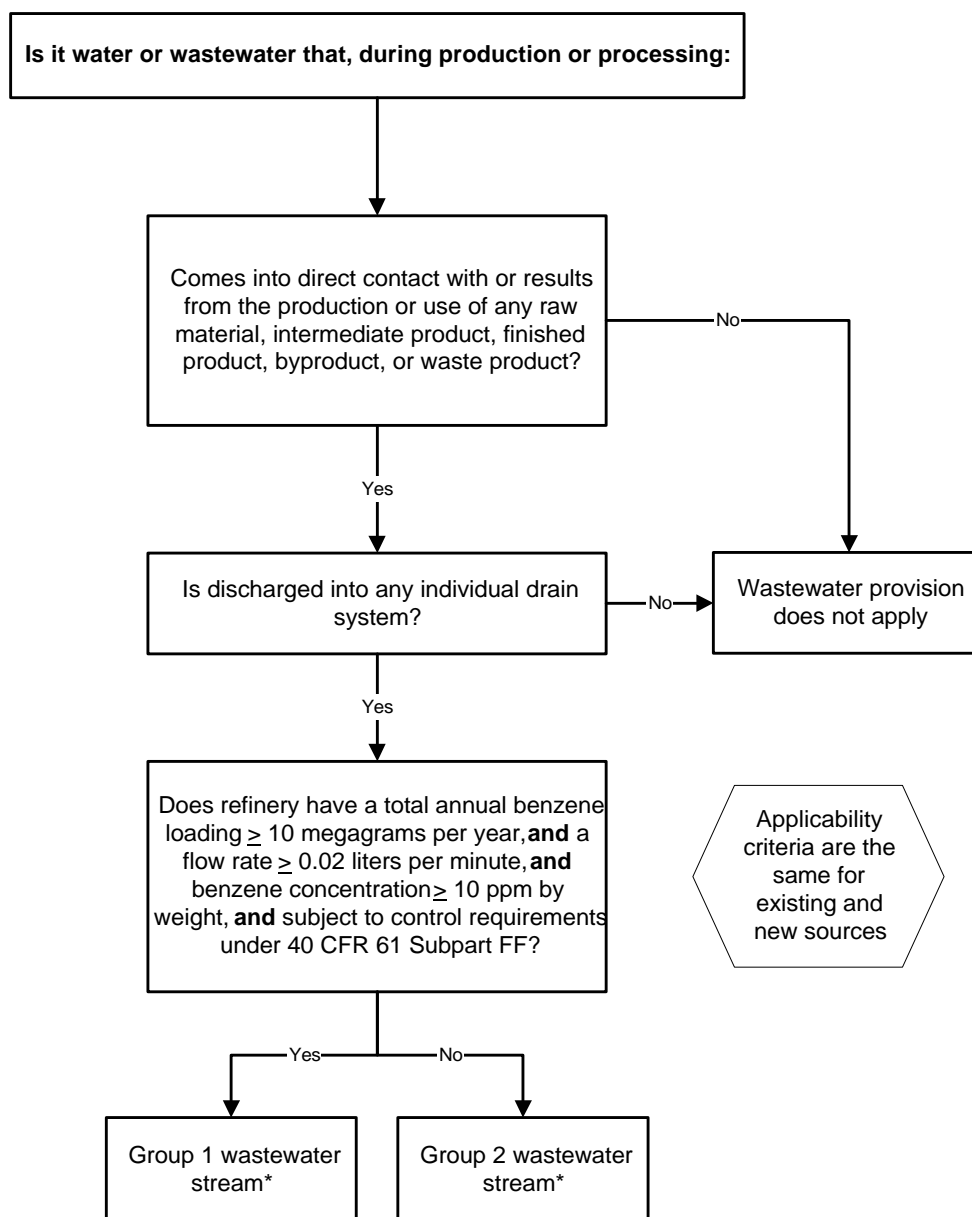 Is it water or wastewater that, during production or processing:
Comes into direct contact with or results
from the production or use of any raw
material, intermediate product, finished
product, byproduct, or waste product?
No
Yes
Is discharged into any individual drain
system?
No
Wastewater provision
does not apply
Yes
Does refinery have a total annual benzene
loading ≥ 10 megagrams per year, and a
flow rate ≥ 0.02 liters per minute, and
benzene concentration ≥ 10 ppm by
weight, and subject to control requirements
under 40 CFR 61 Subpart FF?
Applicability
criteria are the
same for
existing and
new sources
Yes
No
Group 1 wastewater
stream*
Group 2 wastewater
stream*